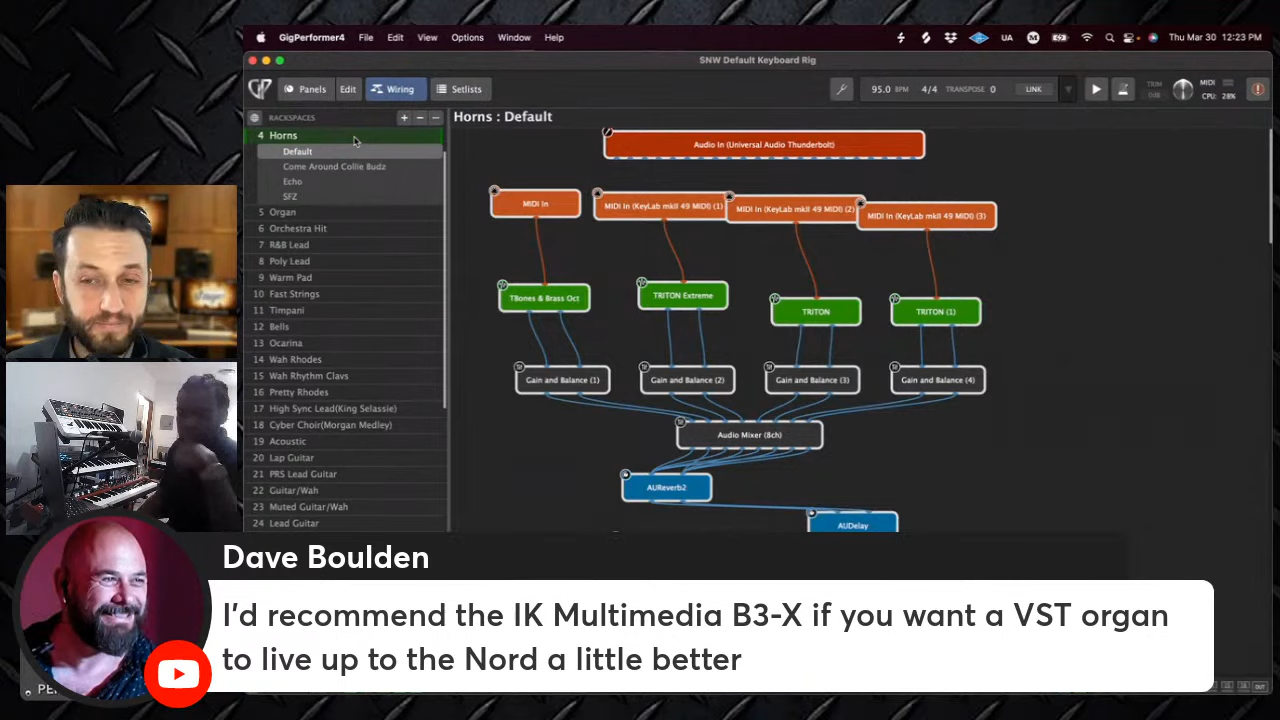 GigPerformer4 File Edit View Options Window Help UA Thu Mar 30 12:23 PM
SNW Default Keyboard Rig
Panels Edit Wiring Setlists 95.0 BPM 4/4 TRANSPOSE 0 LINK TRIM 0dB MIDI CPU: 28%
RACKSPACES
Horns : Default
4 Horns
Default
Come Around Collie Budz
Echo
SFZ
5 Organ
6 Orchestra Hit
7 R&B Lead
8 Poly Lead
9 Warm Pad
10 Fast Strings
11 Timpani
12 Bells
13 Ocarina
14 Wah Rhodes
15 Wah Rhythm Clavs
16 Pretty Rhodes
17 High Sync Lead(King Selassie)
18 Cyber Choir(Morgan Medley)
19 Acoustic
20 Lap Guitar
21 PRS Lead Guitar
22 Guitar/Wah
23 Muted Guitar/Wah
24 Lead Guitar
Audio In (Universal Audio Thunderbolt)
MIDI In
MIDI In (KeyLab mkII 49 MIDI) (1)
MIDI In (KeyLab mkII 49 MIDI) (2)
MIDI In (KeyLab mkII 49 MIDI) (3)
TBones & Brass Oct
TRITON Extreme
TRITON
TRITON (1)
Gain and Balance (1)
Gain and Balance (2)
Gain and Balance (3)
Gain and Balance (4)
Audio Mixer (8ch)
AUReverb2
AUDelay
Dave Boulden
I'd recommend the IK Multimedia B3-X if you want a VST organ
to live up to the Nord a little better
OUT